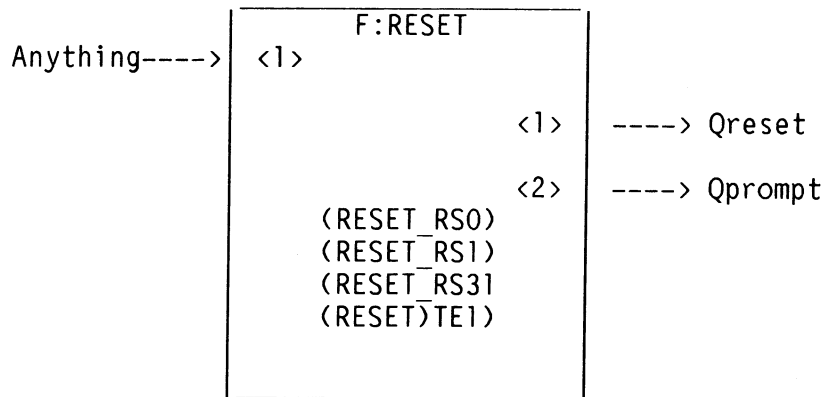 F:RESET
Anything----> <1>
<1> ----> Qreset
<2> ----> Qprompt
(RESET_RS0)
(RESET_RS1)
(RESET_RS31
(RESET)TE1)